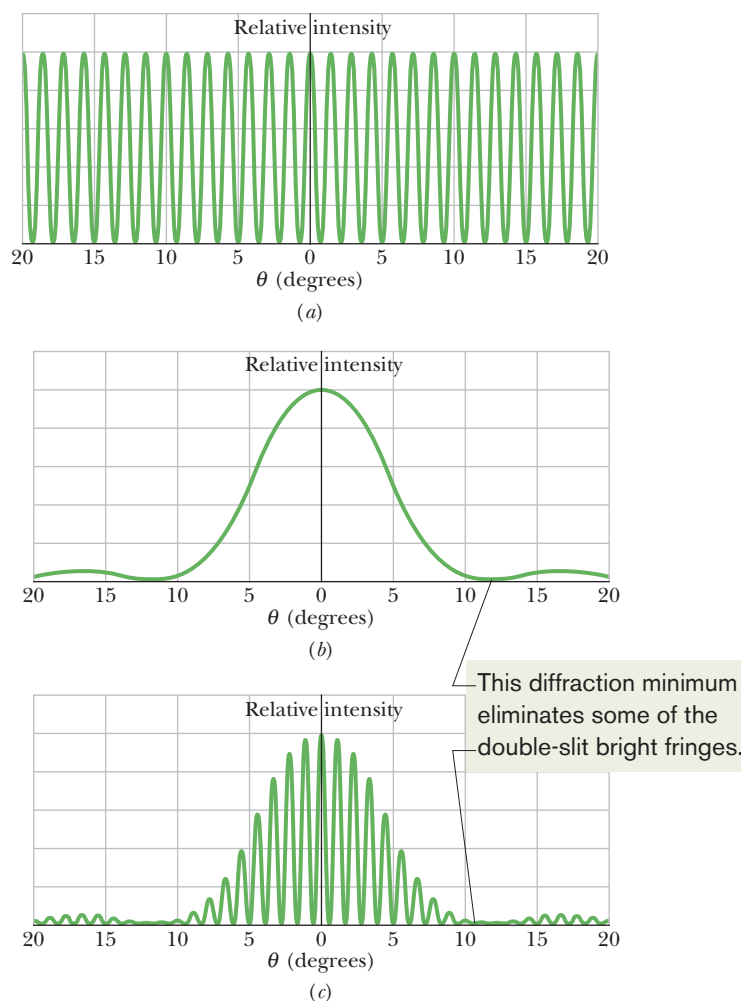 Relative intensity
20 15 10 5 0 5 10 15 20
θ (degrees)
(a)
Relative intensity
20 15 10 5 0 5 10 15 20
θ (degrees)
(b)
This diffraction minimum
eliminates some of the
double-slit bright fringes.
Relative intensity
20 15 10 5 0 5 10 15 20
θ (degrees)
(c)